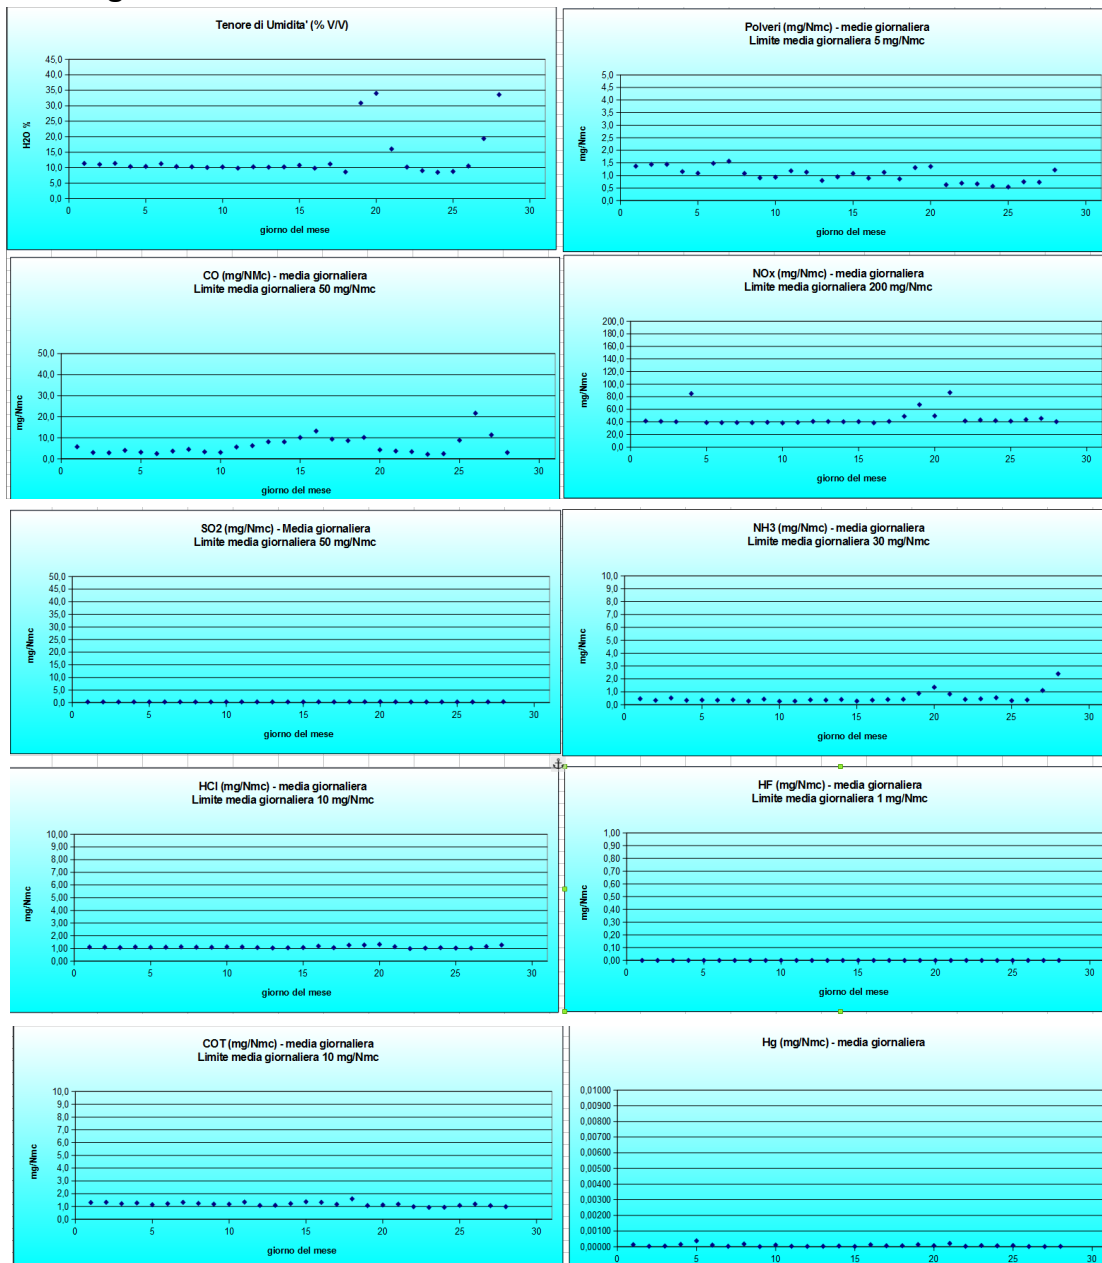 Tenore di Umidita' (% V/V)
45,0
40,0
35,0
30,0
25,0
20,0
15,0
10,0
5,0
0,0
H2O %
0 5 10 15 20 25 30
giorno del mese
Polveri (mg/Nmc) - medie giornaliera
Limite media giornaliera 5 mg/Nmc
5,0
4,5
4,0
3,5
3,0
2,5
2,0
1,5
1,0
0,5
0,0
mg/Nmc
0 5 10 15 20 25 30
giorno del mese
CO (mg/NMc) - media giornaliera
Limite media giornaliera 50 mg/Nmc
50,0
40,0
30,0
20,0
10,0
0,0
mg/Nmc
0 5 10 15 20 25 30
giorno del mese
NOx (mg/Nmc) - media giornaliera
Limite media giornaliera 200 mg/Nmc
200,0
180,0
160,0
140,0
120,0
100,0
80,0
60,0
40,0
20,0
0,0
mg/Nmc
0 5 10 15 20 25 30
giorno del mese
SO2 (mg/Nmc) - Media giornaliera
Limite media giornaliera 50 mg/Nmc
50,0
45,0
40,0
35,0
30,0
25,0
20,0
15,0
10,0
5,0
0,0
mg/Nmc
0 5 10 15 20 25 30
giorno del mese
NH3 (mg/Nmc) - media giornaliera
Limite media giornaliera 30 mg/Nmc
10,0
9,0
8,0
7,0
6,0
5,0
4,0
3,0
2,0
1,0
0,0
mg/Nmc
0 5 10 15 20 25 30
giorno del mese
HCl (mg/Nmc) - media giornaliera
Limite media giornaliera 10 mg/Nmc
10,00
9,00
8,00
7,00
6,00
5,00
4,00
3,00
2,00
1,00
0,00
mg/Nmc
0 5 10 15 20 25 30
giorno del mese
HF (mg/Nmc) - media giornaliera
Limite media giornaliera 1 mg/Nmc
1,00
0,90
0,80
0,70
0,60
0,50
0,40
0,30
0,20
0,10
0,00
mg/Nmc
0 5 10 15 20 25 30
giorno del mese
COT (mg/Nmc) - media giornaliera
Limite media giornaliera 10 mg/Nmc
10,0
9,0
8,0
7,0
6,0
5,0
4,0
3,0
2,0
1,0
0,0
mg/Nmc
0 5 10 15 20 25 30
giorno del mese
Hg (mg/Nmc) - media giornaliera
0,01000
0,00900
0,00800
0,00700
0,00600
0,00500
0,00400
0,00300
0,00200
0,00100
0,00000
mg/Nmc
0 5 10 15 20 25 30